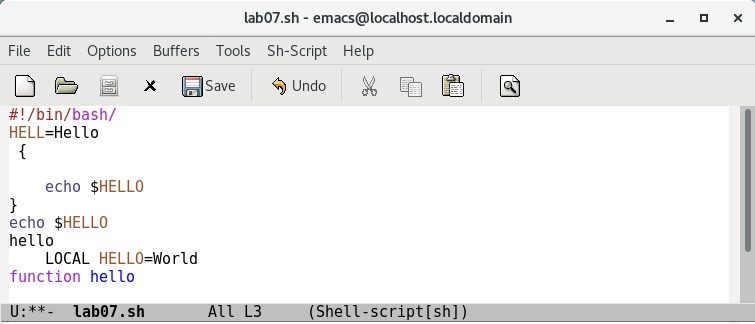 lab07.sh - emacs@localhost.localdomain
File Edit Options Buffers Tools Sh-Script Help
Save Undo
#!/bin/bash/
HELL=Hello
 {
    echo $HELLO
}
echo $HELLO
hello
    LOCAL HELLO=World
function hello
U:**-  lab07.sh       All L3     (Shell-script[sh])